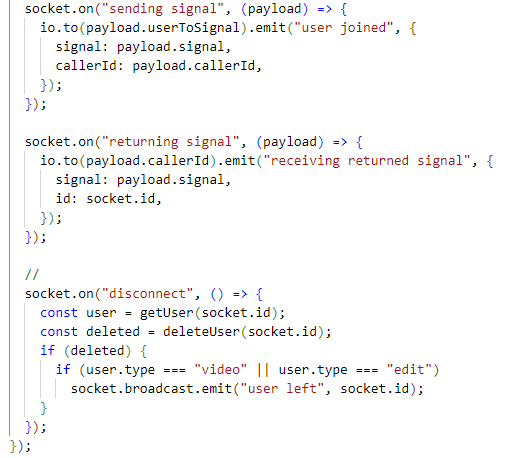 socket.on("sending signal", (payload) => {
io.to(payload.userToSignal).emit("user joined", {
signal: payload.signal,
callerId: payload.callerId,
});
});
socket.on("returning signal", (payload) => {
io.to(payload.callerId).emit("receiving returned signal", {
signal: payload.signal,
id: socket.id,
});
});
//
socket.on("disconnect", () => {
const user = getUser(socket.id);
const deleted = deleteUser(socket.id);
if (deleted) {
if (user.type === "video" || user.type === "edit")
socket.broadcast.emit("user left", socket.id);
}
});
});